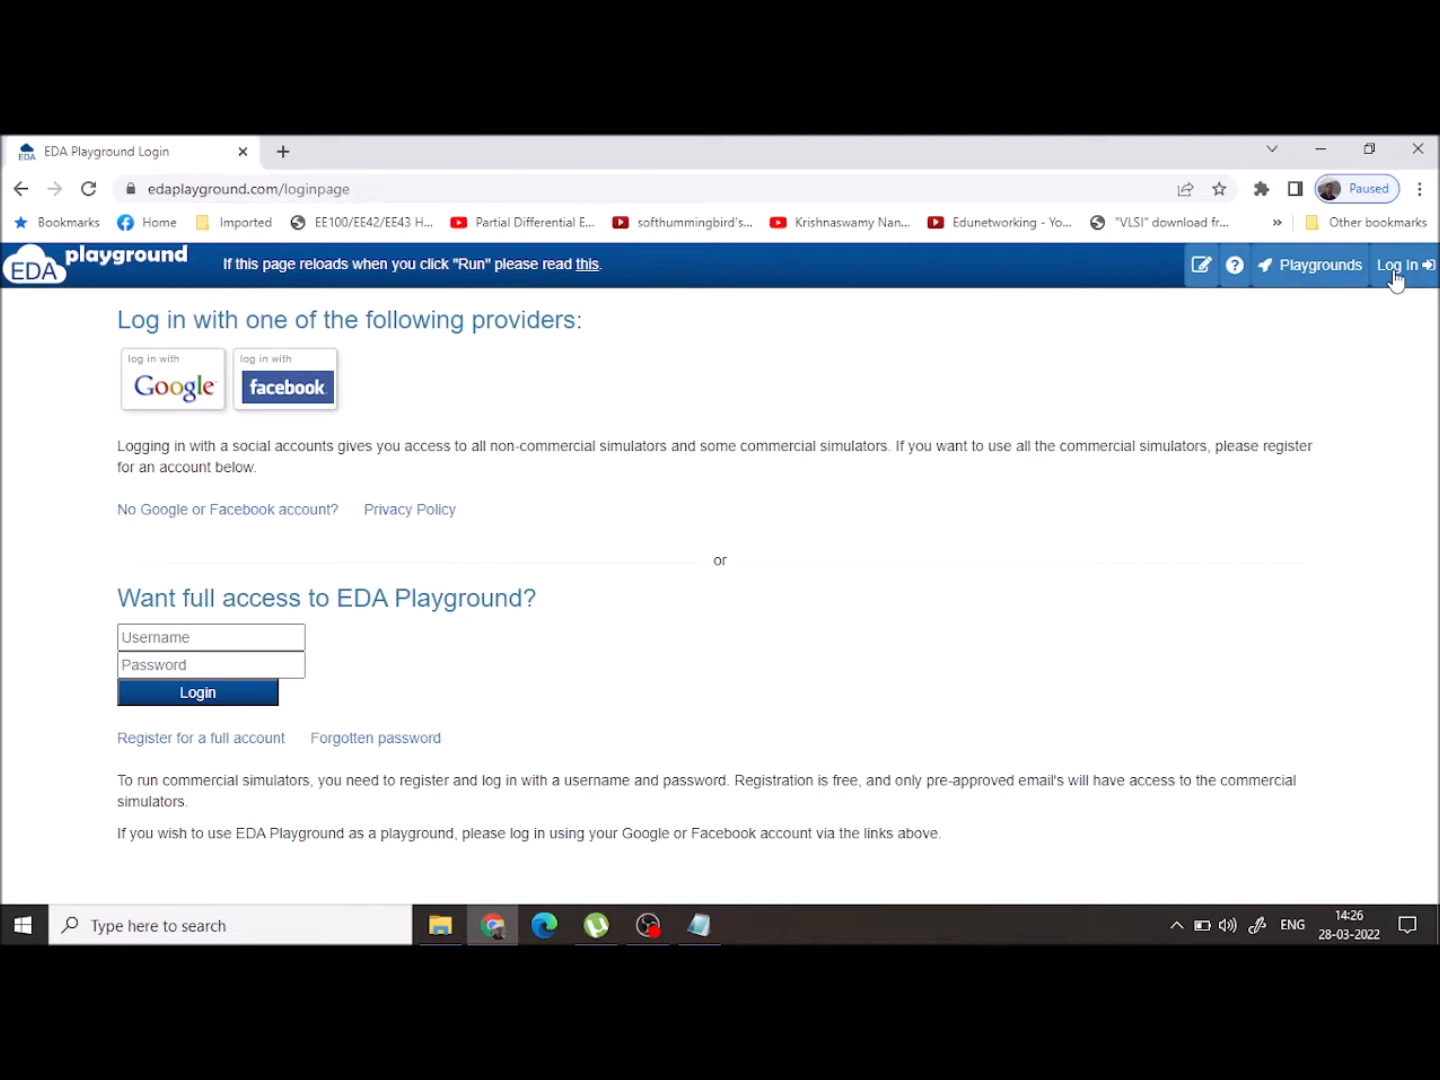 EDA EDA Playground Login
edaplayground.com/loginpage Paused
Bookmarks Home Imported EE100/EE42/EE43 H... Partial Differential E... softhummingbird's... Krishnaswamy Nan... Edunetworking - Yo... "VLSI" download fr... » Other bookmarks
EDA playground If this page reloads when you click "Run" please read this. ? Playgrounds Log In
Log in with one of the following providers:
log in with log in with
Google facebook
Logging in with a social accounts gives you access to all non-commercial simulators and some commercial simulators. If you want to use all the commercial simulators, please register
for an account below.
No Google or Facebook account? Privacy Policy
or
Want full access to EDA Playground?
Username
Password
Login
Register for a full account Forgotten password
To run commercial simulators, you need to register and log in with a username and password. Registration is free, and only pre-approved email's will have access to the commercial
simulators.
If you wish to use EDA Playground as a playground, please log in using your Google or Facebook account via the links above.
Type here to search ENG 14:26
28-03-2022